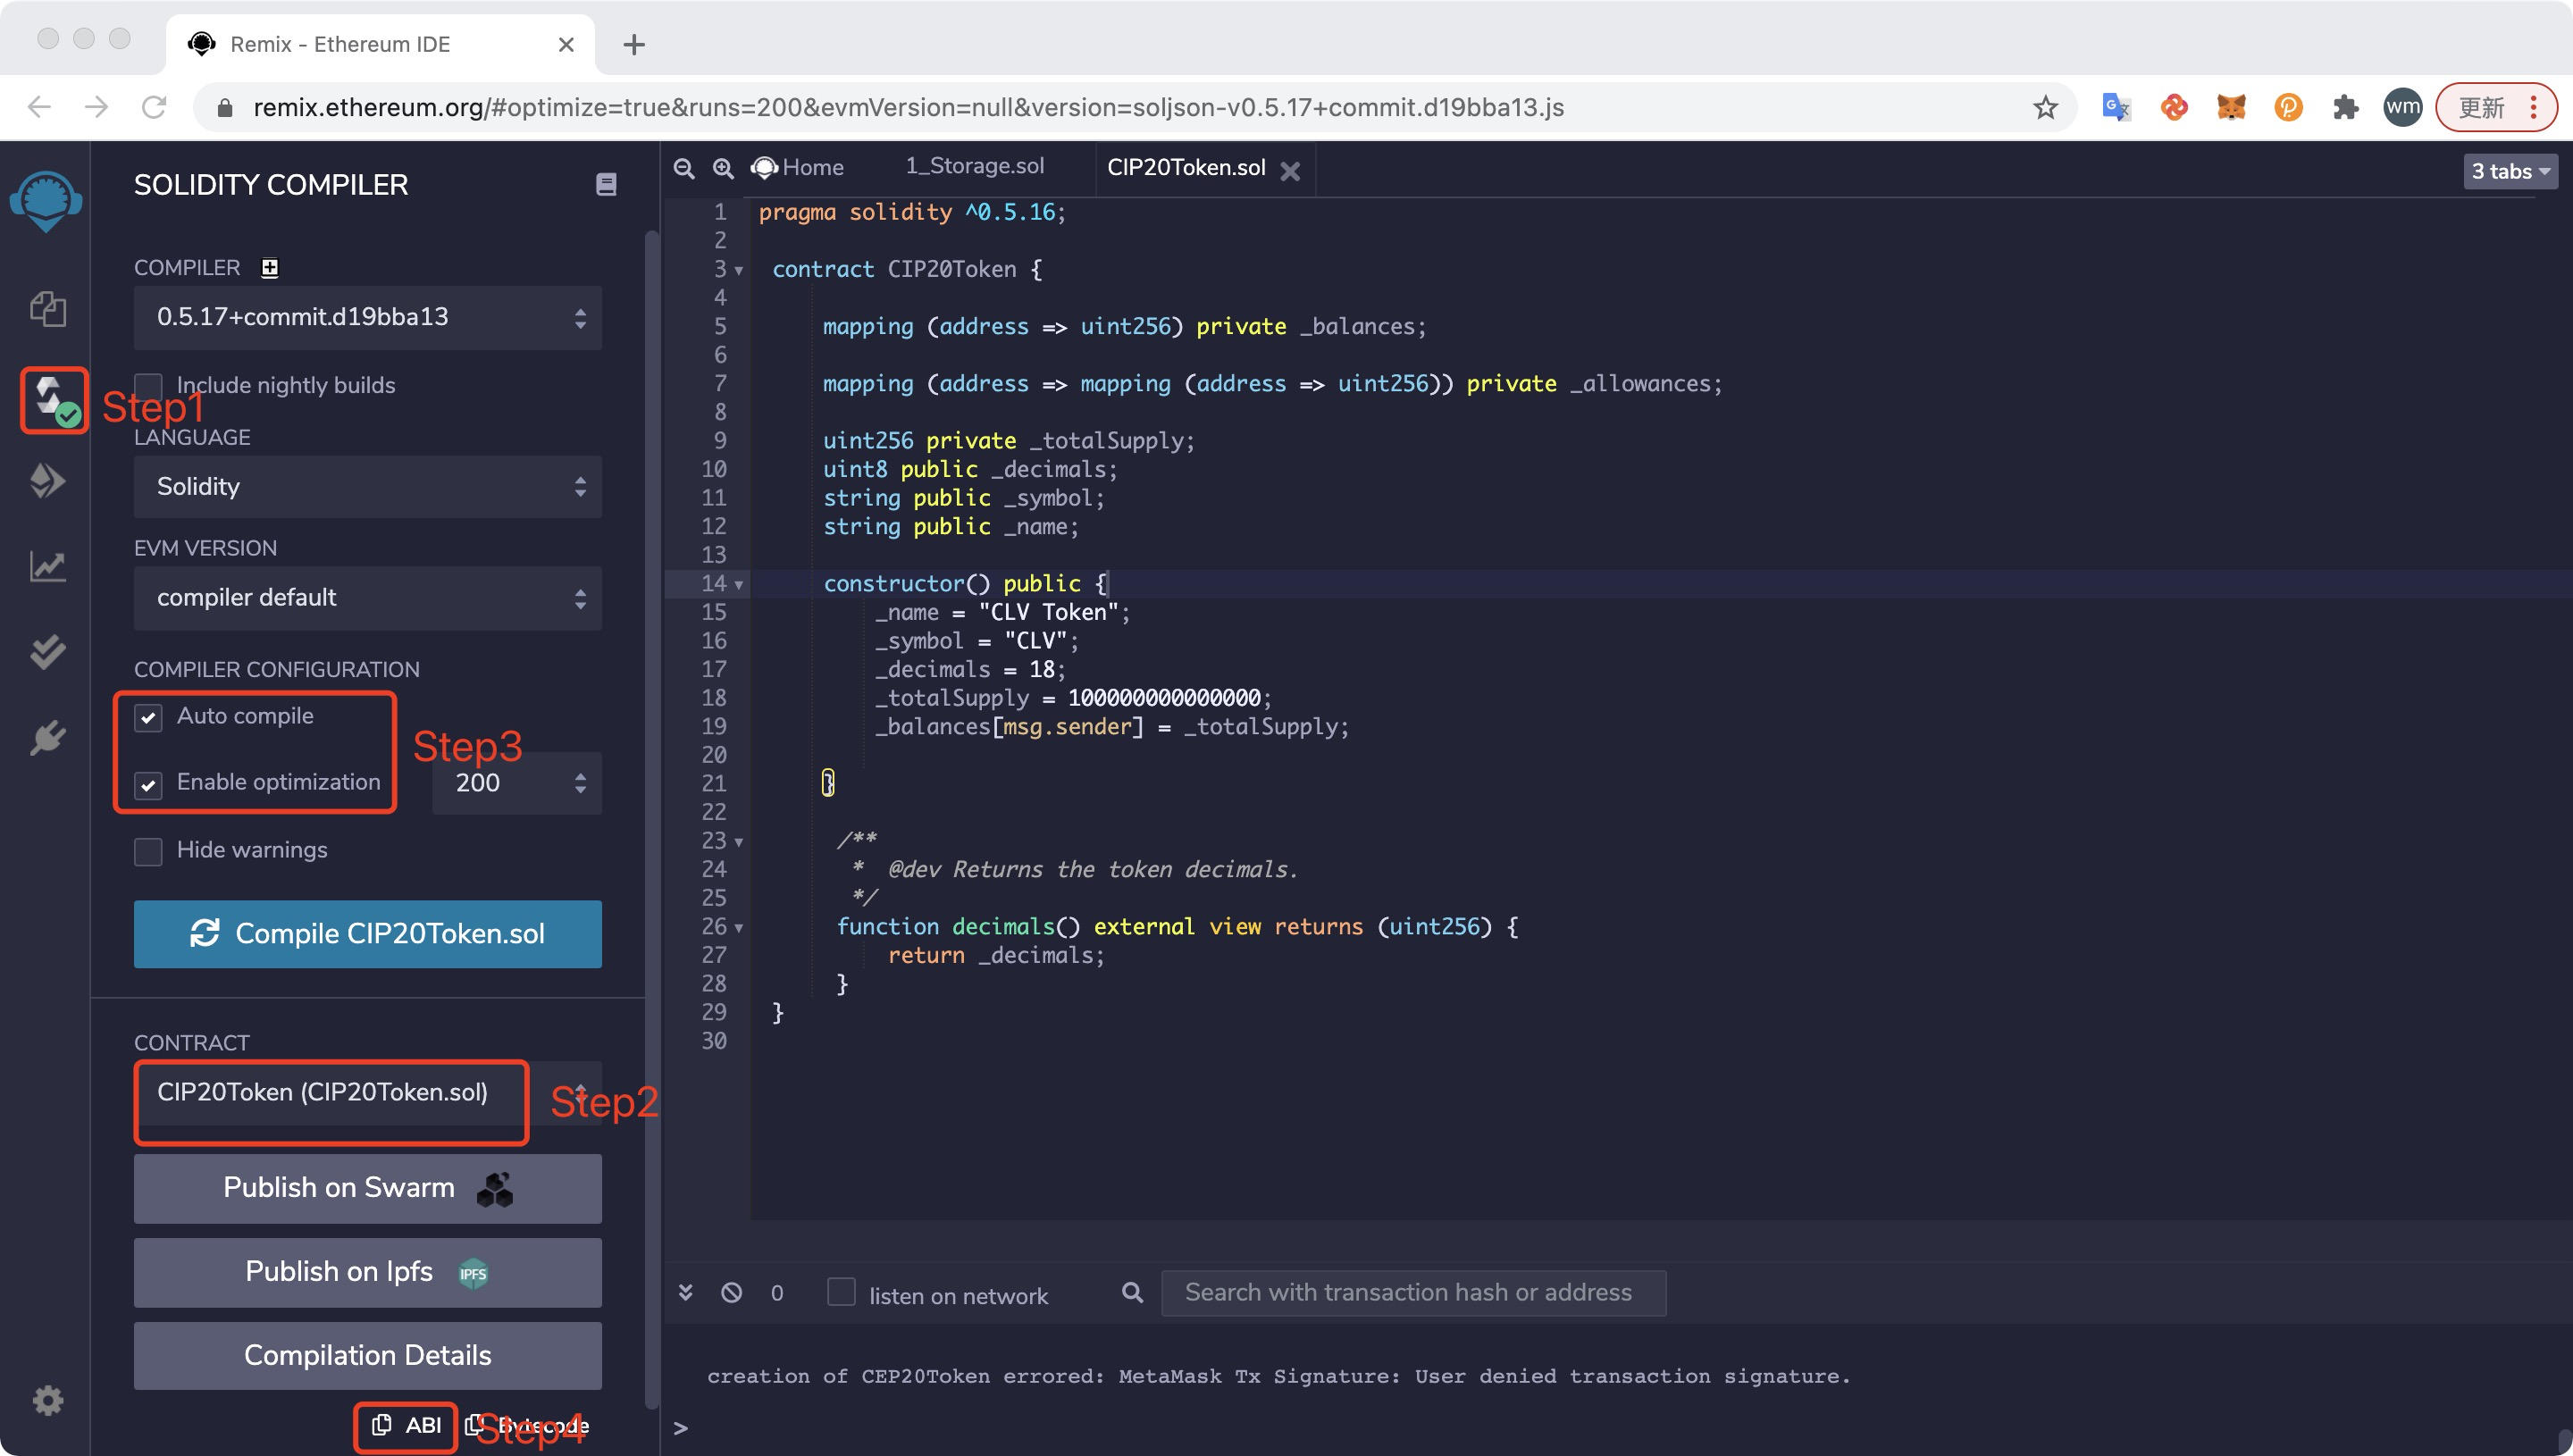 Remix - Ethereum IDE
remix.ethereum.org/#optimize=true&runs=200&evmVersion=null&version=soljson-v0.5.17+commit.d19bba13.js
wm
更新
SOLIDITY COMPILER
COMPILER
0.5.17+commit.d19bba13
Include nightly builds
Step1
LANGUAGE
Solidity
EVM VERSION
compiler default
COMPILER CONFIGURATION
Auto compile
Step3
Enable optimization
200
Hide warnings
Compile CIP20Token.sol
CONTRACT
CIP20Token (CIP20Token.sol)
Step2
Publish on Swarm
Publish on Ipfs
IPFS
Compilation Details
ABI
Bytecode
Step4
Home
1_Storage.sol
CIP20Token.sol
3 tabs
1 pragma solidity ^0.5.16;
2
3 contract CIP20Token {
4
5 mapping (address => uint256) private _balances;
6
7 mapping (address => mapping (address => uint256)) private _allowances;
8
9 uint256 private _totalSupply;
10 uint8 public _decimals;
11 string public _symbol;
12 string public _name;
13
14 constructor() public {
15 _name = "CLV Token";
16 _symbol = "CLV";
17 _decimals = 18;
18 _totalSupply = 100000000000000;
19 _balances[msg.sender] = _totalSupply;
20
21 }
22
23 /**
24 * @dev Returns the token decimals.
25 */
26 function decimals() external view returns (uint256) {
27 return _decimals;
28 }
29 }
30
0
listen on network
Search with transaction hash or address
creation of CEP20Token errored: MetaMask Tx Signature: User denied transaction signature.
>